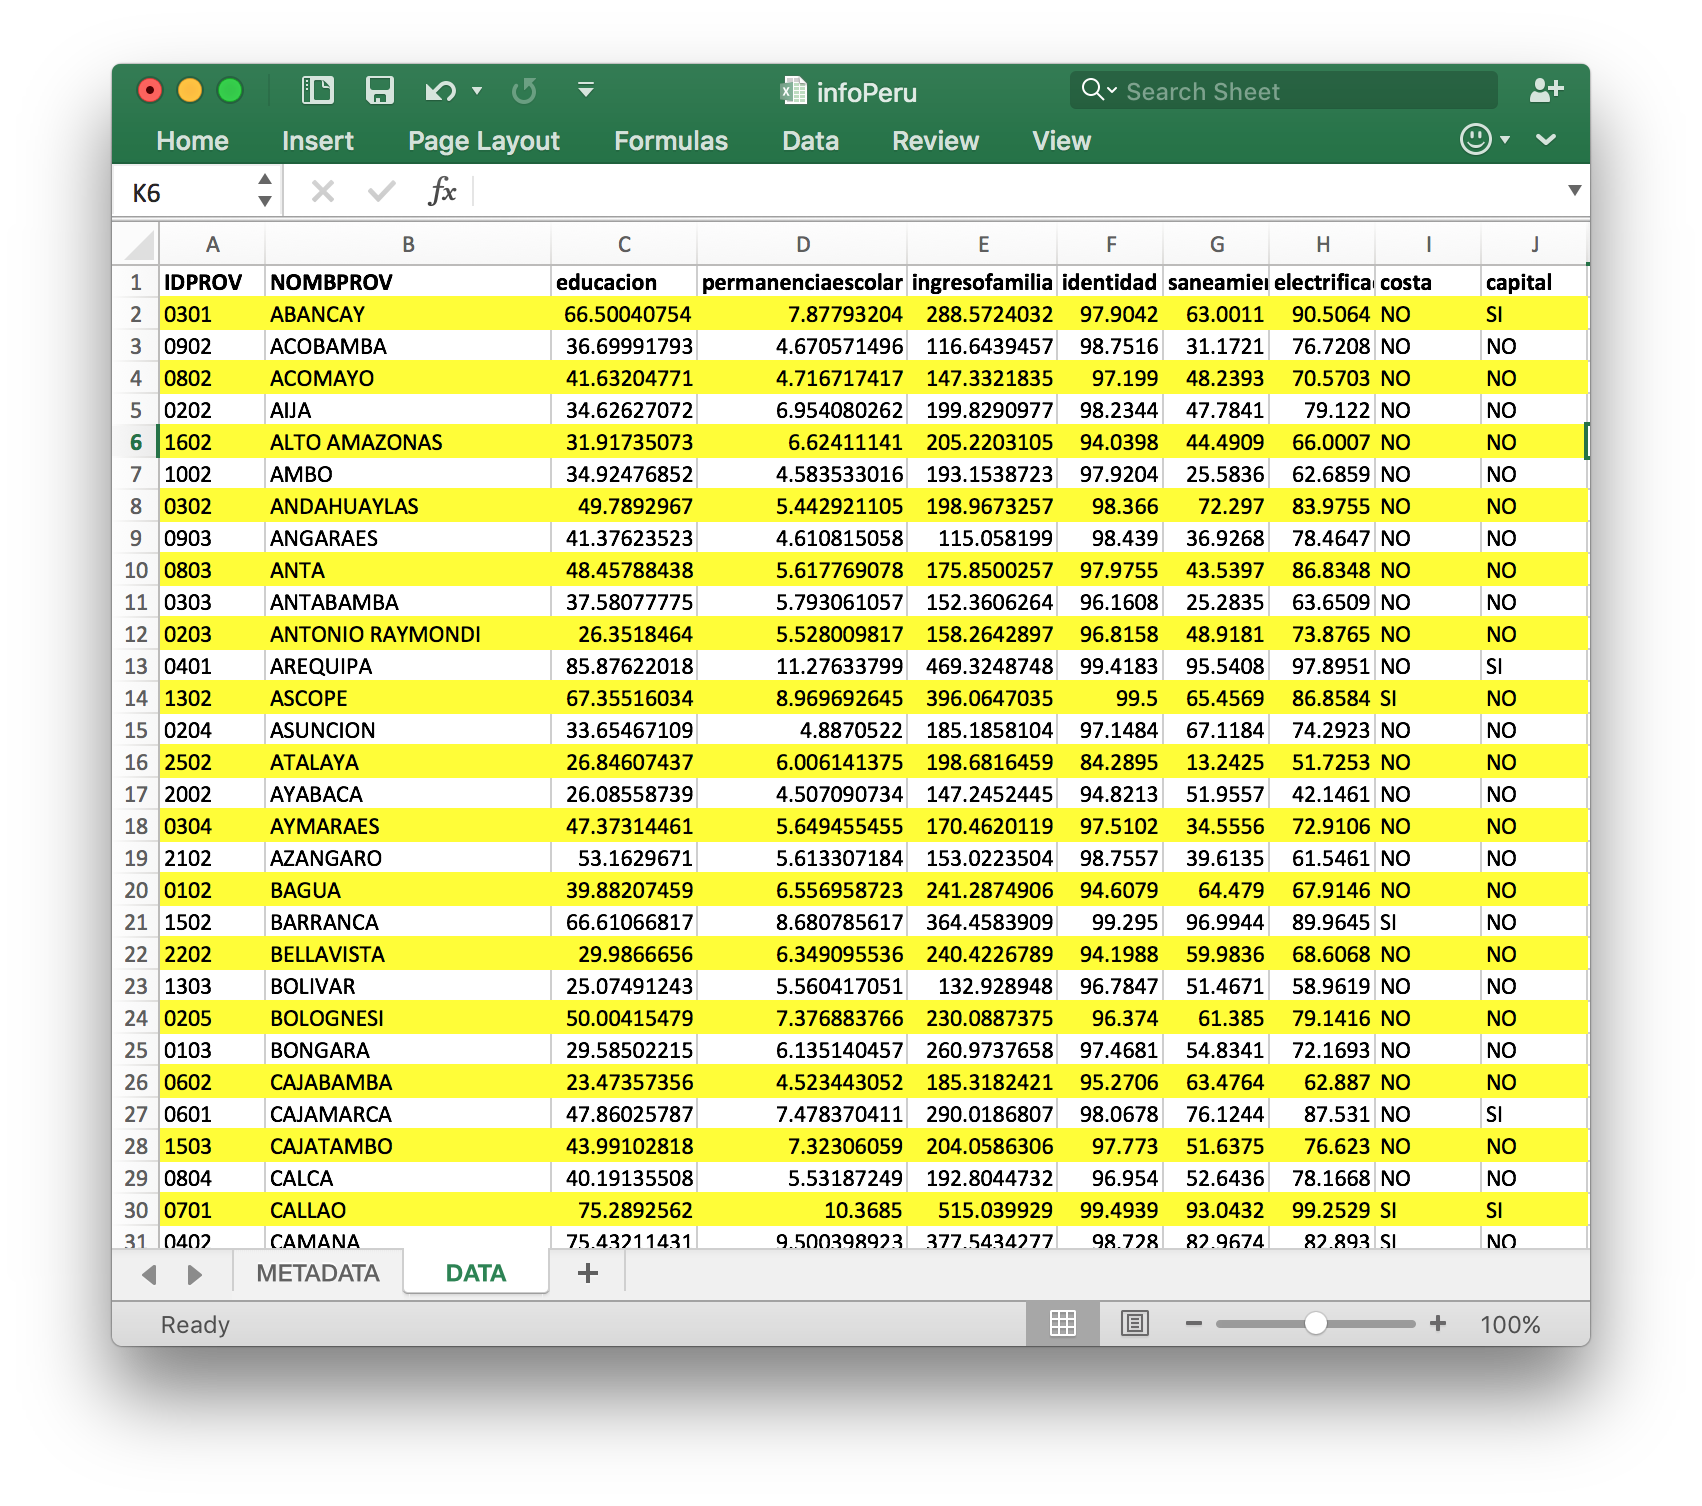 infoPeru
Search Sheet
Home Insert Page Layout Formulas Data Review View
K6 fx
A B C D E F G H I J
1 IDPROV NOMBPROV educacion permanenciaescolar ingresofamilia identidad saneamie electrifica costa capital
2 0301 ABANCAY 66.50040754 7.87793204 288.5724032 97.9042 63.0011 90.5064 NO SI
3 0902 ACOBAMBA 36.69991793 4.670571496 116.6439457 98.7516 31.1721 76.7208 NO NO
4 0802 ACOMAYO 41.63204771 4.716717417 147.3321835 97.199 48.2393 70.5703 NO NO
5 0202 AIJA 34.62627072 6.954080262 199.8290977 98.2344 47.7841 79.122 NO NO
6 1602 ALTO AMAZONAS 31.91735073 6.62411141 205.2203105 94.0398 44.4909 66.0007 NO NO
7 1002 AMBO 34.92476852 4.583533016 193.1538723 97.9204 25.5836 62.6859 NO NO
8 0302 ANDAHUAYLAS 49.7892967 5.442921105 198.9673257 98.366 72.297 83.9755 NO NO
9 0903 ANGARAES 41.37623523 4.610815058 115.058199 98.439 36.9268 78.4647 NO NO
10 0803 ANTA 48.45788438 5.617769078 175.8500257 97.9755 43.5397 86.8348 NO NO
11 0303 ANTABAMBA 37.58077775 5.793061057 152.3606264 96.1608 25.2835 63.6509 NO NO
12 0203 ANTONIO RAYMONDI 26.3518464 5.528009817 158.2642897 96.8158 48.9181 73.8765 NO NO
13 0401 AREQUIPA 85.87622018 11.27633799 469.3248748 99.4183 95.5408 97.8951 NO SI
14 1302 ASCOPE 67.35516034 8.969692645 396.0647035 99.5 65.4569 86.8584 SI NO
15 0204 ASUNCION 33.65467109 4.8870522 185.1858104 97.1484 67.1184 74.2923 NO NO
16 2502 ATALAYA 26.84607437 6.006141375 198.6816459 84.2895 13.2425 51.7253 NO NO
17 2002 AYABACA 26.08558739 4.507090734 147.2452445 94.8213 51.9557 42.1461 NO NO
18 0304 AYMARAES 47.37314461 5.649455455 170.4620119 97.5102 34.5556 72.9106 NO NO
19 2102 AZANGARO 53.1629671 5.613307184 153.0223504 98.7557 39.6135 61.5461 NO NO
20 0102 BAGUA 39.88207459 6.556958723 241.2874906 94.6079 64.479 67.9146 NO NO
21 1502 BARRANCA 66.61066817 8.680785617 364.4583909 99.295 96.9944 89.9645 SI NO
22 2202 BELLAVISTA 29.9866656 6.349095536 240.4226789 94.1988 59.9836 68.6068 NO NO
23 1303 BOLIVAR 25.07491243 5.560417051 132.928948 96.7847 51.4671 58.9619 NO NO
24 0205 BOLOGNESI 50.00415479 7.376883766 230.0887375 96.374 61.385 79.1416 NO NO
25 0103 BONGARA 29.58502215 6.135140457 260.9737658 97.4681 54.8341 72.1693 NO NO
26 0602 CAJABAMBA 23.47357356 4.523443052 185.3182421 95.2706 63.4764 62.887 NO NO
27 0601 CAJAMARCA 47.86025787 7.478370411 290.0186807 98.0678 76.1244 87.531 NO SI
28 1503 CAJATAMBO 43.99102818 7.32306059 204.0586306 97.773 51.6375 76.623 NO NO
29 0804 CALCA 40.19135508 5.53187249 192.8044732 96.954 52.6436 78.1668 NO NO
30 0701 CALLAO 75.2892562 10.3685 515.039929 99.4939 93.0432 99.2529 SI SI
31 0402 CAMANA 75.43211431 9.500398923 377.5434277 98.728 82.9674 82.893 SI NO
METADATA DATA
Ready 100%